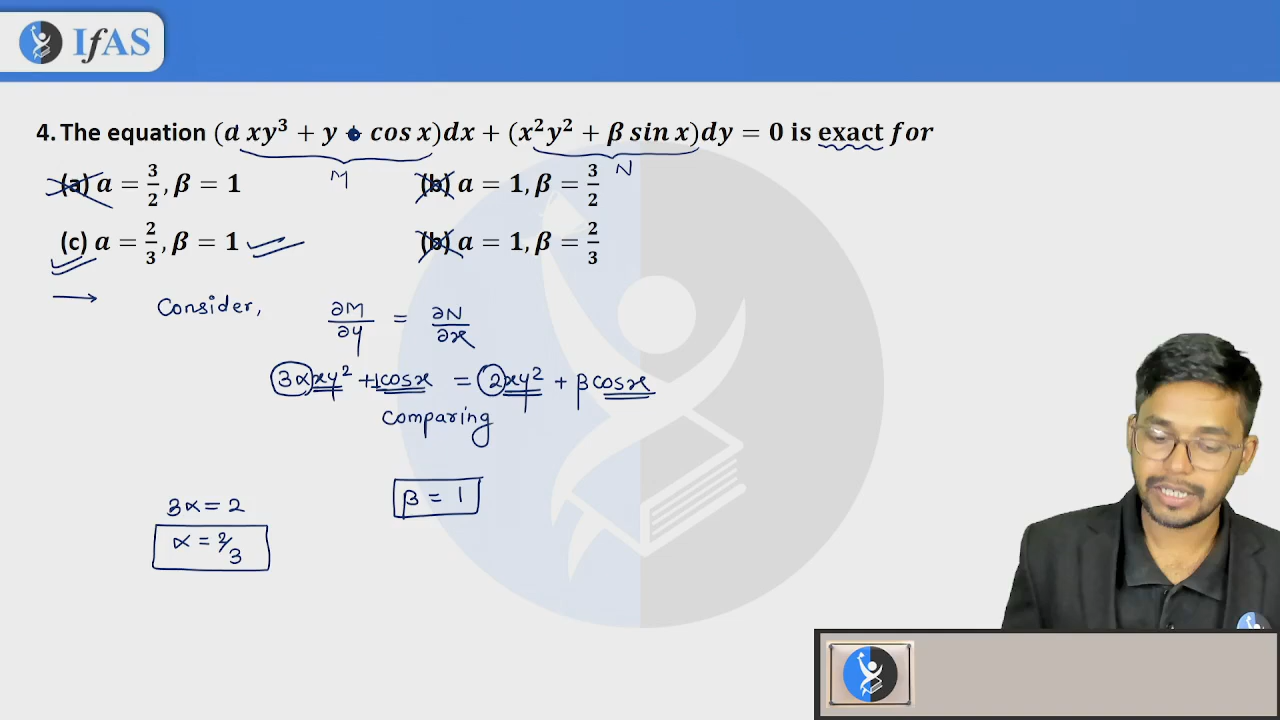 IfAS
4. The equation (α xy³ + y • cos x)dx + (x²y² + β sin x)dy = 0 is exact for
M N
(a) a = 3/2, β = 1 (b) a = 1, β = 3/2
(c) a = 2/3, β = 1 (b) a = 1, β = 2/3
→ Consider, ∂M/∂y = ∂N/∂x
3αxy² + 1cosx = 2xy² + βcosx
comparing
β = 1
3α = 2
α = 2/3